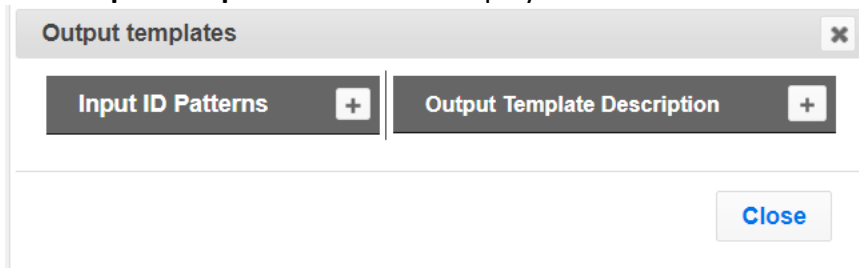 Output templates
Input ID Patterns + Output Template Description +
Close